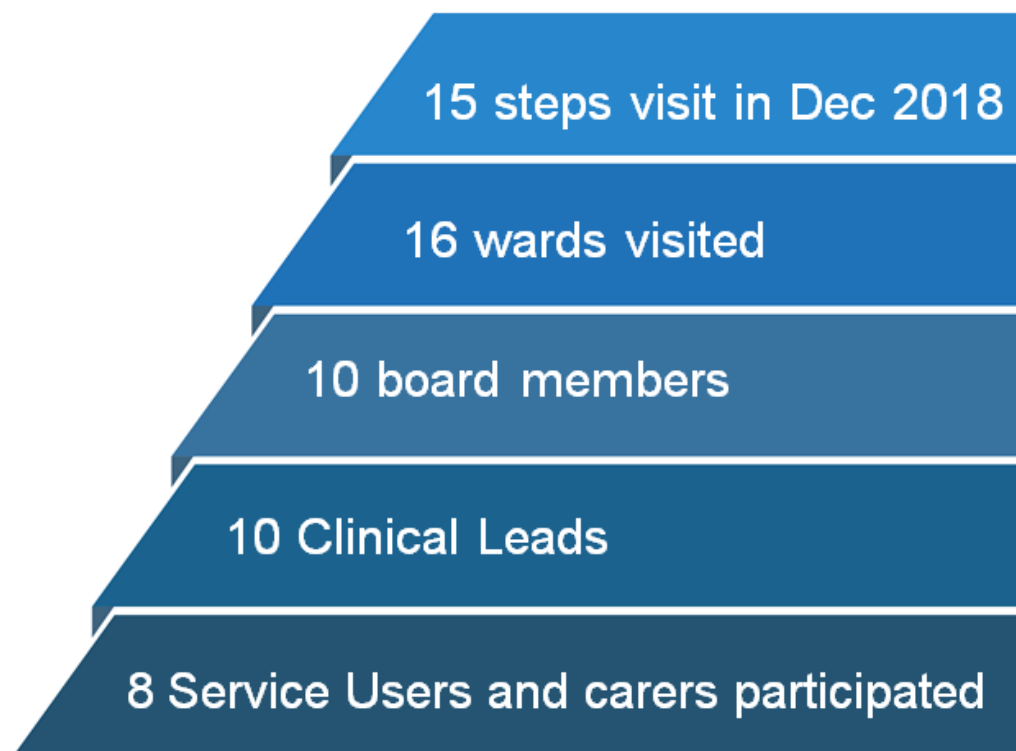 15 steps visit in Dec 2018
16 wards visited
10 board members
10 Clinical Leads
8 Service Users and carers participated